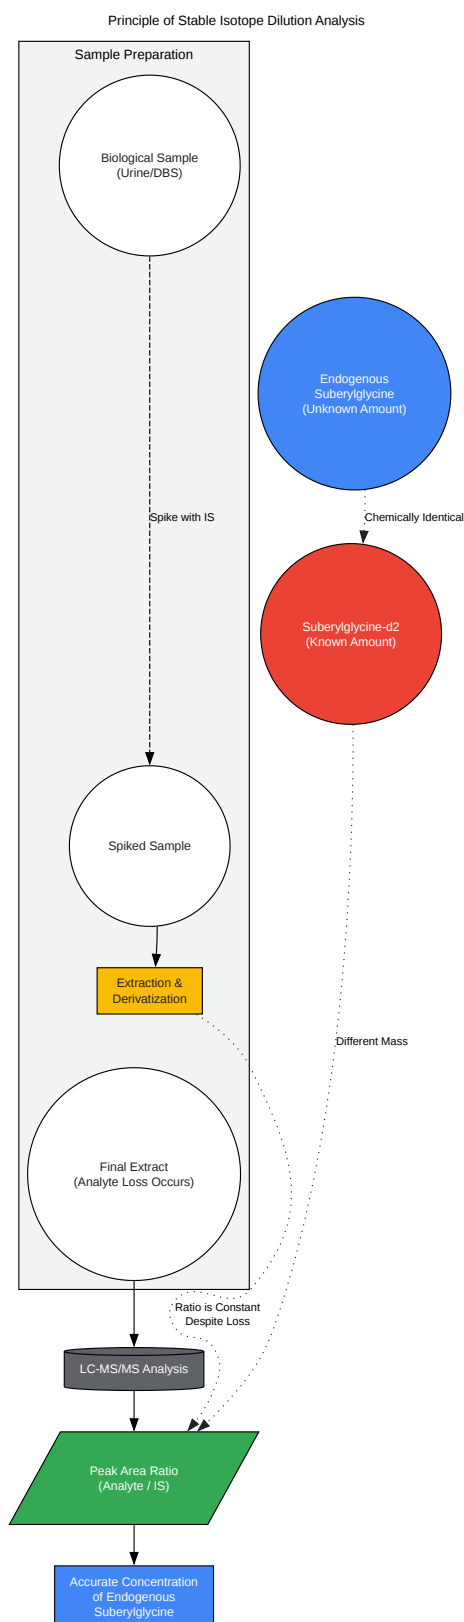 Principle of Stable Isotope Dilution Analysis
Sample Preparation
Biological Sample
(Urine/DBS)
Endogenous
Suberylglycine
(Unknown Amount)
Spike with IS
Chemically Identical
Suberylglycine-d2
(Known Amount)
Spiked Sample
Extraction &
Derivatization
Different Mass
Final Extract
(Analyte Loss Occurs)
Ratio is Constant
Despite Loss
LC-MS/MS Analysis
Peak Area Ratio
(Analyte / IS)
Accurate Concentration
of Endogenous
Suberylglycine